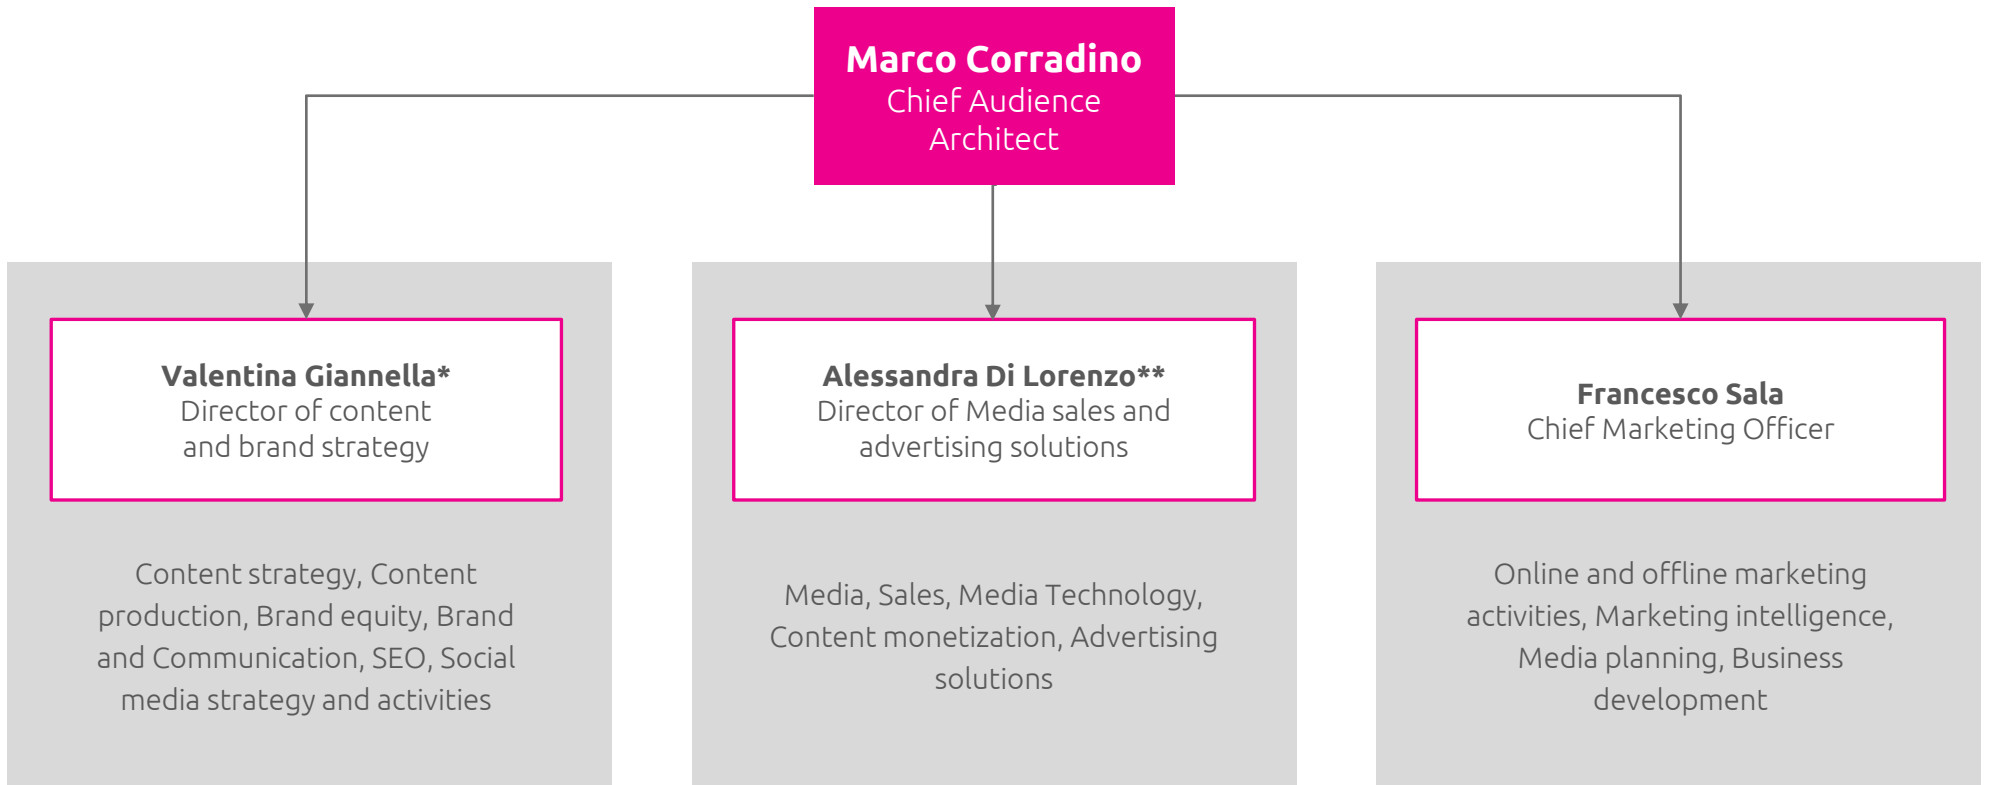 Marco Corradino
Chief Audience
Architect
Valentina Giannella*
Director of content
and brand strategy
Content strategy, Content
production, Brand equity, Brand
and Communication, SEO, Social
media strategy and activities
Alessandra Di Lorenzo**
Director of Media sales and
advertising solutions
Media, Sales, Media Technology,
Content monetization, Advertising
solutions
Francesco Sala
Chief Marketing Officer
Online and offline marketing
activities, Marketing intelligence,
Media planning, Business
development